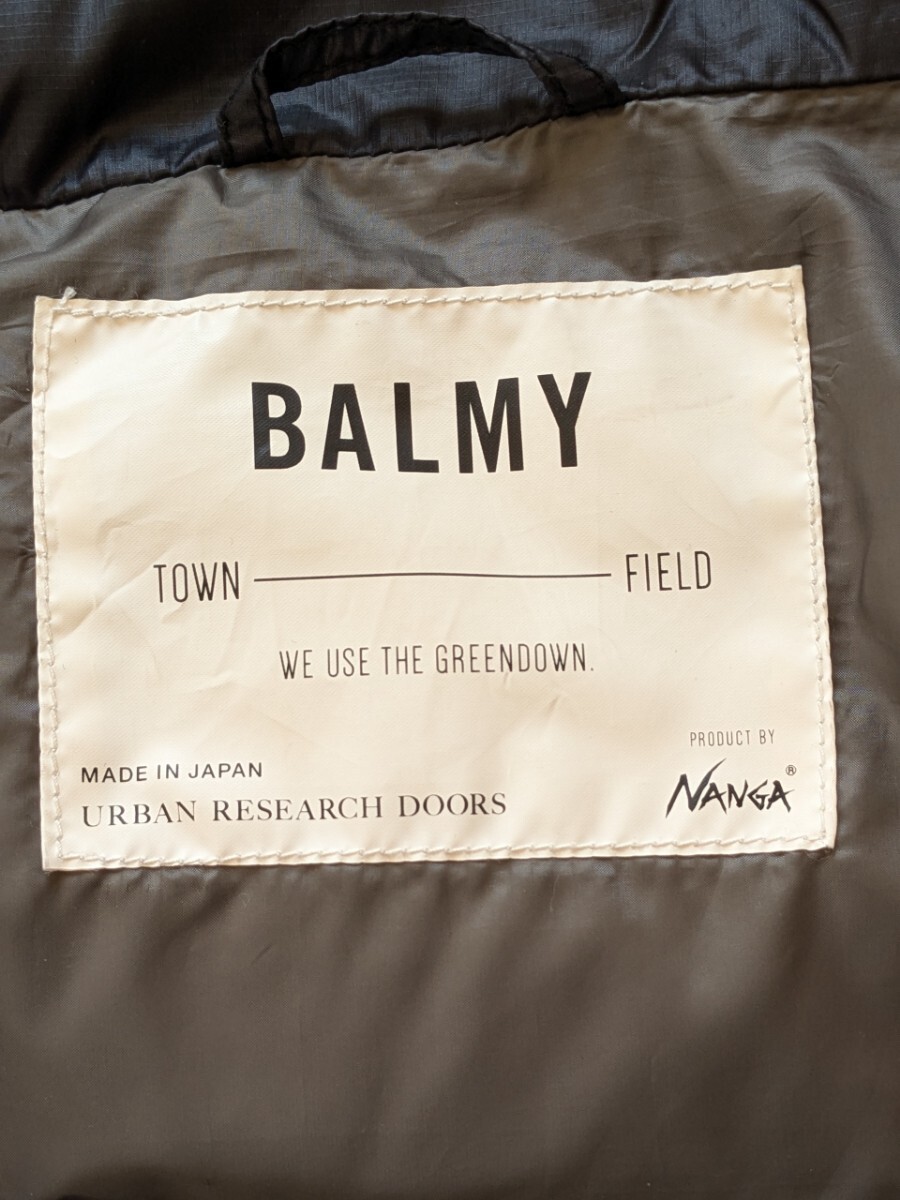 BALMY
TOWN FIELD
WE USE THE GREENDOWN.
PRODUCT BY
MADE IN JAPAN
URBAN RESEARCH DOORS
NANGA®